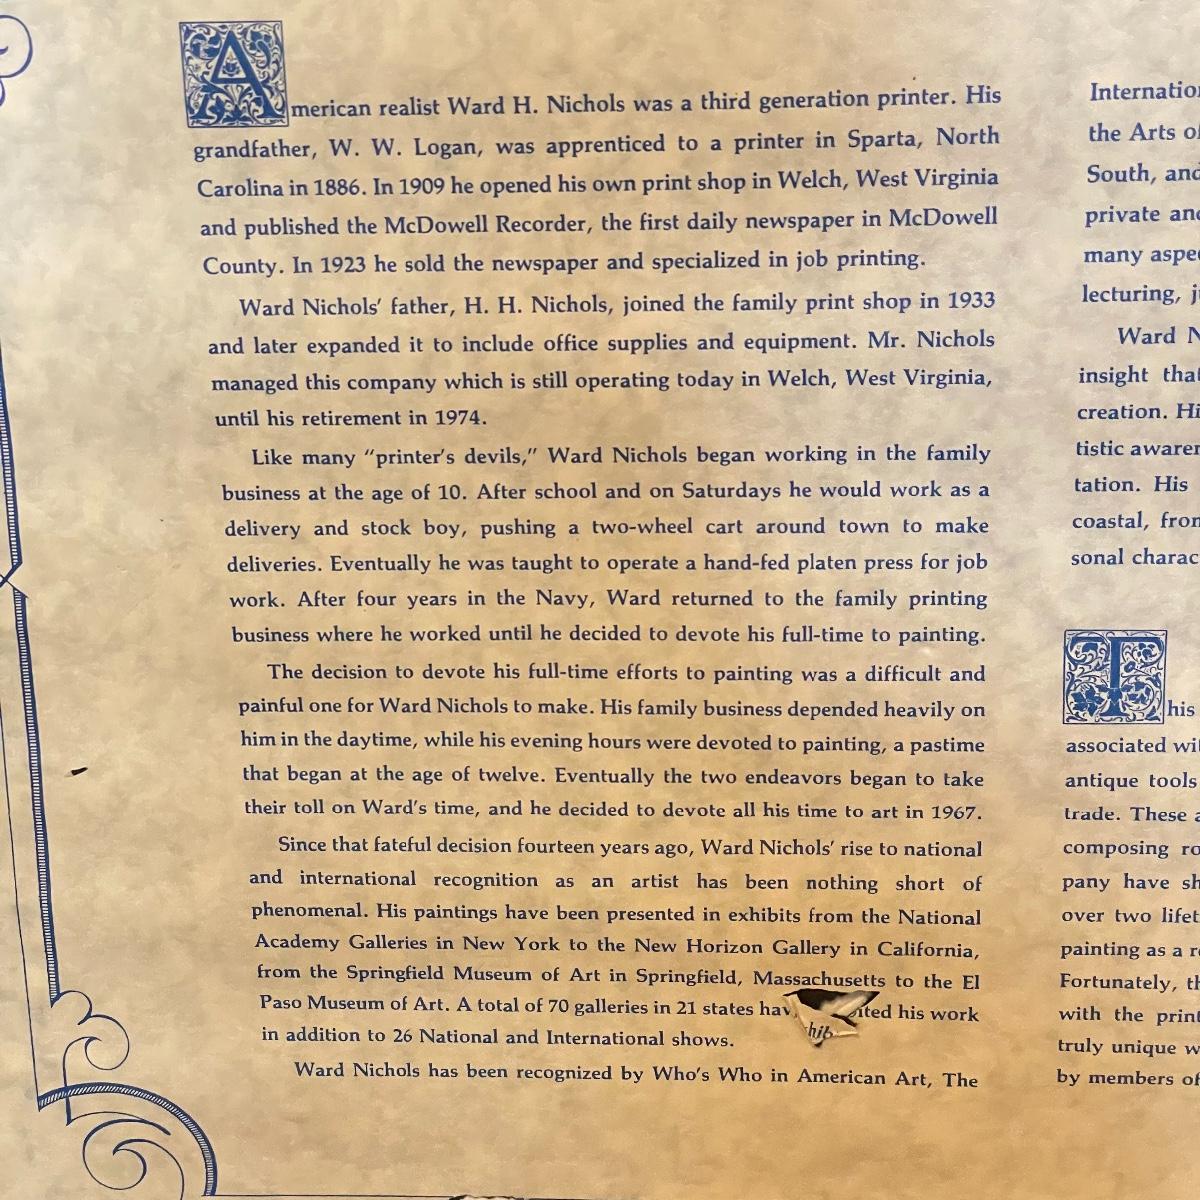 American realist Ward H. Nichols was a third generation printer. His
grandfather, W. W. Logan, was apprenticed to a printer in Sparta, North
Carolina in 1886. In 1909 he opened his own print shop in Welch, West Virginia
and published the McDowell Recorder, the first daily newspaper in McDowell
County. In 1923 he sold the newspaper and specialized in job printing.
Ward Nichols' father, H. H. Nichols, joined the family print shop in 1933
and later expanded it to include office supplies and equipment. Mr. Nichols
managed this company which is still operating today in Welch, West Virginia,
until his retirement in 1974.
Like many "printer's devils," Ward Nichols began working in the family
business at the age of 10. After school and on Saturdays he would work as a
delivery and stock boy, pushing a two-wheel cart around town to make
deliveries. Eventually he was taught to operate a hand-fed platen press for job
work. After four years in the Navy, Ward returned to the family printing
business where he worked until he decided to devote his full-time to painting.
The decision to devote his full-time efforts to painting was a difficult and
painful one for Ward Nichols to make. His family business depended heavily on
him in the daytime, while his evening hours were devoted to painting, a pastime
that began at the age of twelve. Eventually the two endeavors began to take
their toll on Ward's time, and he decided to devote all his time to art in 1967.
Since that fateful decision fourteen years ago, Ward Nichols' rise to national
and international recognition as an artist has been nothing short of
phenomenal. His paintings have been presented in exhibits from the National
Academy Galleries in New York to the New Horizon Gallery in California,
from the Springfield Museum of Art in Springfield, Massachusetts to the El
Paso Museum of Art. A total of 70 galleries in 21 states hav hib ited his work
in addition to 26 National and International shows.
Ward Nichols has been recognized by Who's Who in American Art, The
Internatio
the Arts of
South, and
private and
many aspe
lecturing, j
Ward N
insight tha
creation. Hi
tistic awaren
tation. His
coastal, fron
sonal charac
This
associated wi
antique tools
trade. These a
composing ro
pany have sh
over two lifet
painting as a r
Fortunately, th
with the print
truly unique w
by members of